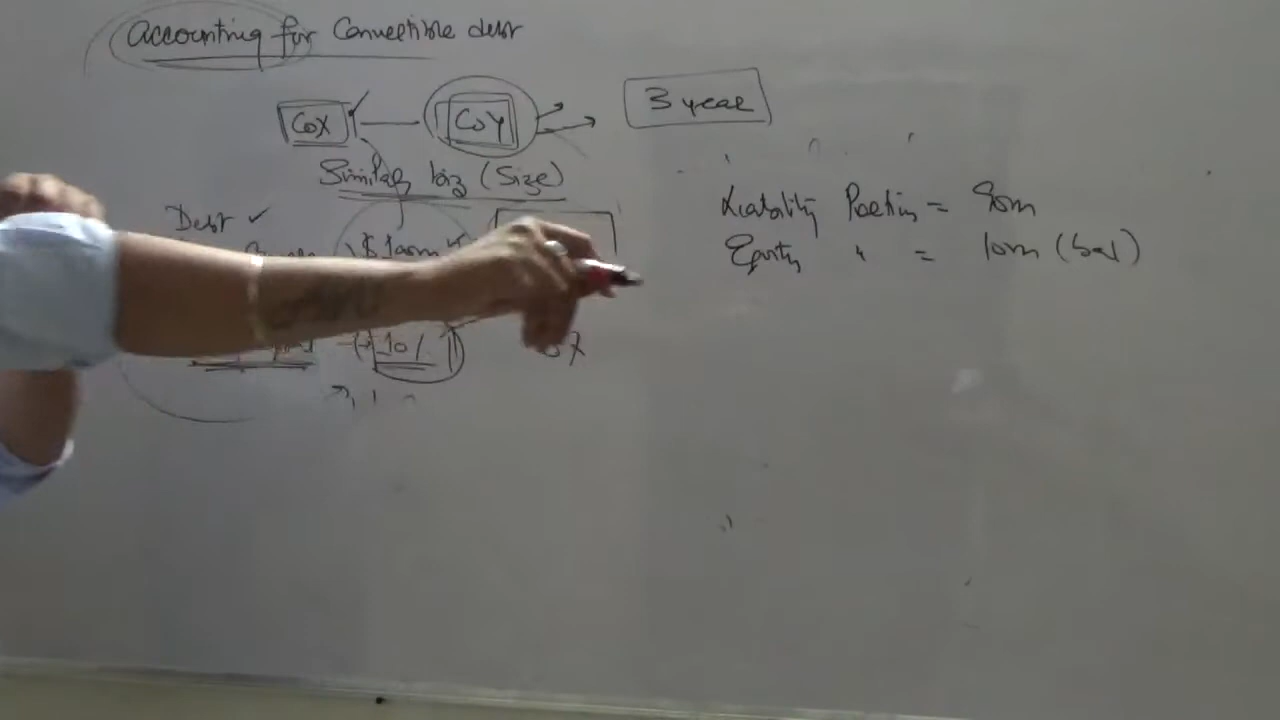 Accounting for Convertible debt
CoX CoY 3 year
Similar biz (Size)
Debt ✓
$ 100m
Liability Portion = 90m
Equity " = 10m (bal)
10%